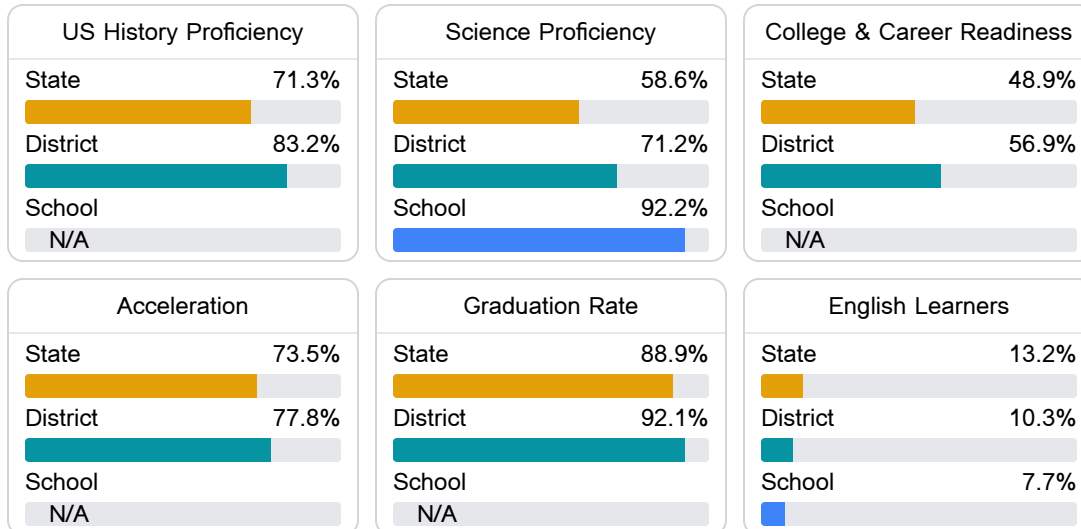 US History Proficiency
State 71.3%
District 83.2%
School
N/A
Science Proficiency
State 58.6%
District 71.2%
School 92.2%
College & Career Readiness
State 48.9%
District 56.9%
School
N/A
Acceleration
State 73.5%
District 77.8%
School
N/A
Graduation Rate
State 88.9%
District 92.1%
School
N/A
English Learners
State 13.2%
District 10.3%
School 7.7%